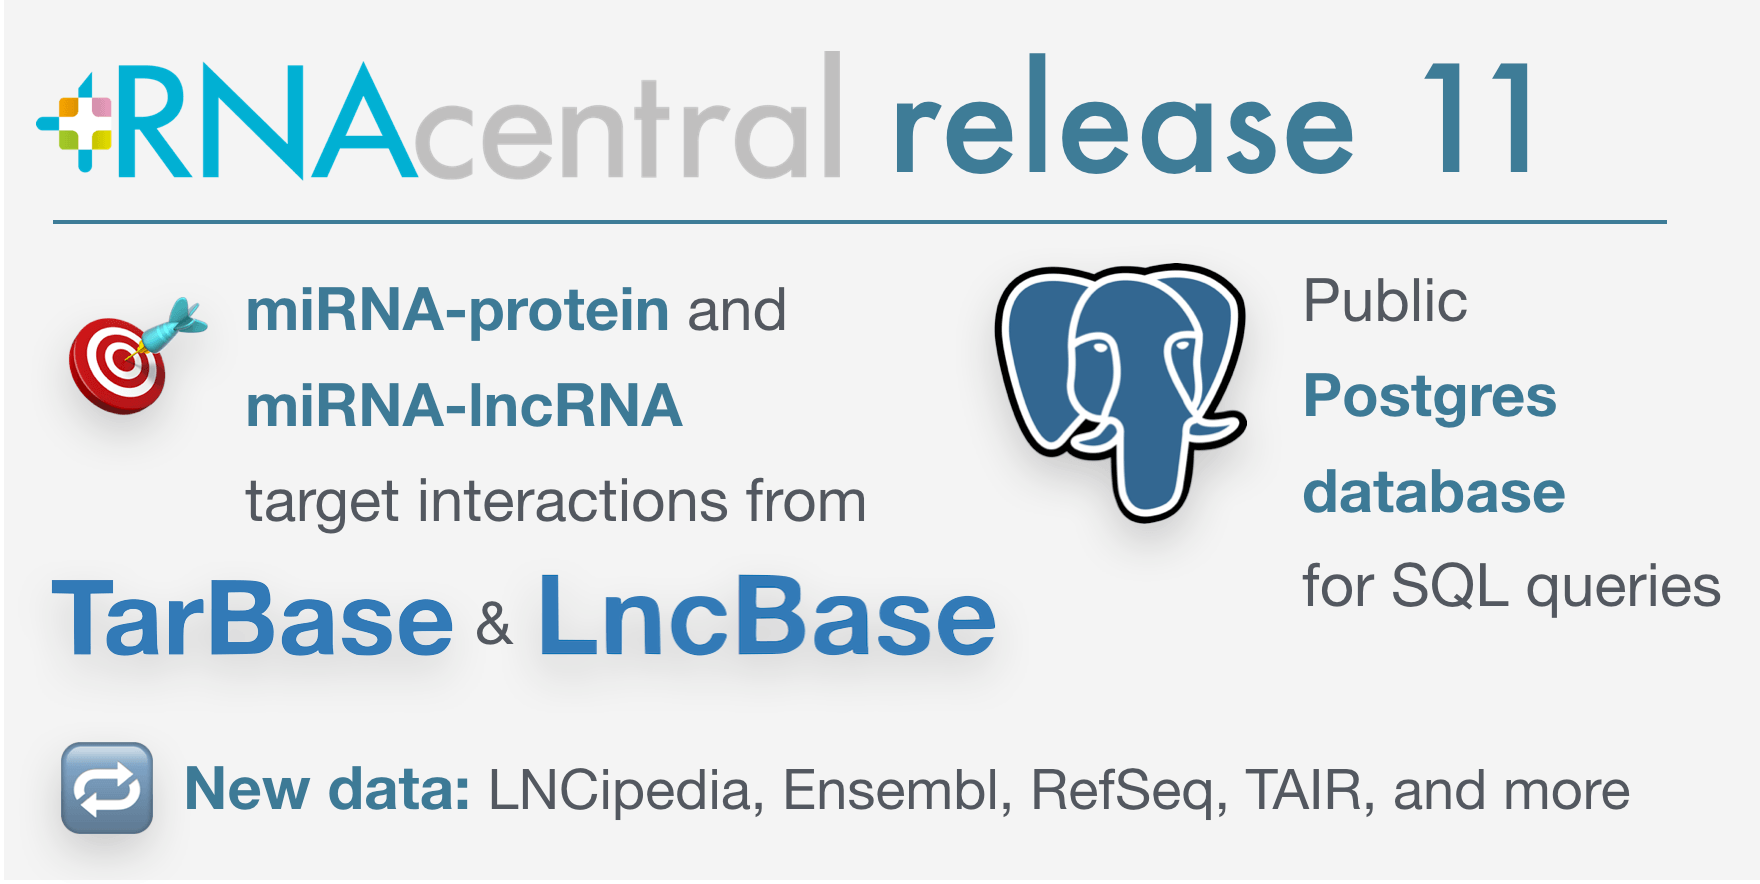 RNAcentral release 11
miRNA-protein and
miRNA-lncRNA
target interactions from
TarBase & LncBase
Public
Postgres
database
for SQL queries
New data: LNCipedia, Ensembl, RefSeq, TAIR, and more